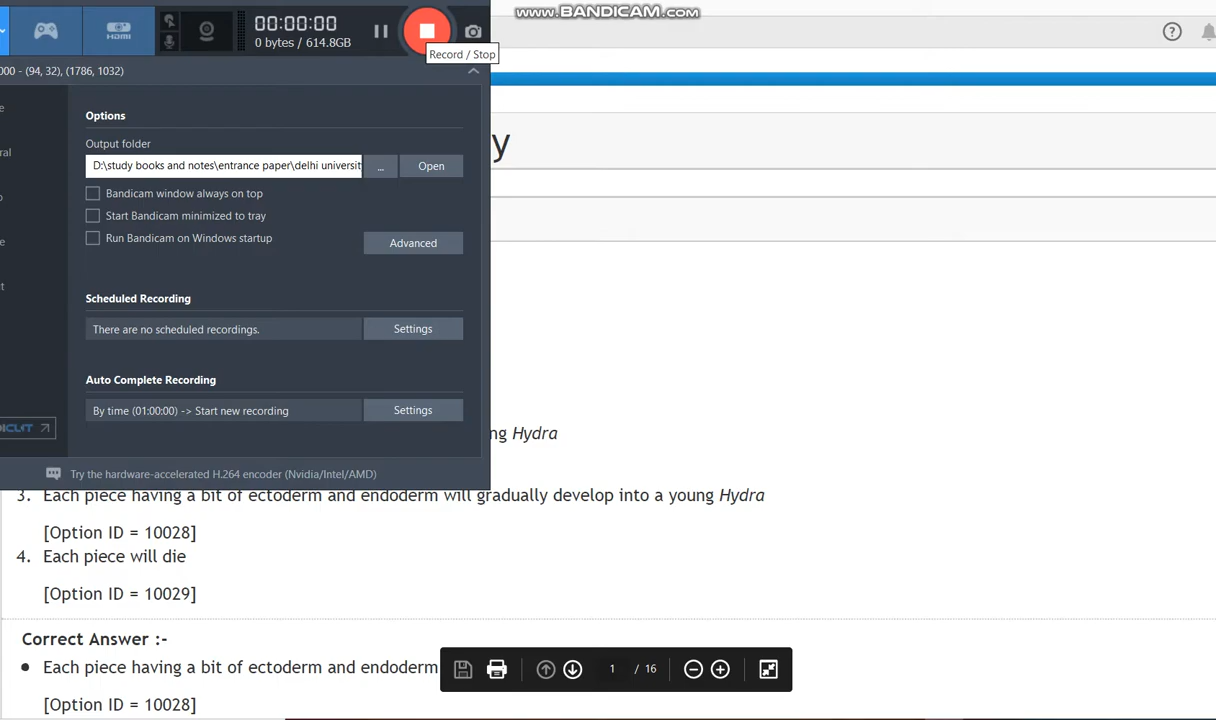 www.BANDICAM.com
HDMI
00:00:00
0 bytes / 614.8GB
Record / Stop
000 - (94, 32), (1786, 1032)
y
Options
Output folder
D:\study books and notes\entrance paper\delhi universit
...
Open
Bandicam window always on top
Start Bandicam minimized to tray
Run Bandicam on Windows startup
Advanced
Scheduled Recording
There are no scheduled recordings.
Settings
Auto Complete Recording
By time (01:00:00) -> Start new recording
Settings
DICUT
ng Hydra
Try the hardware-accelerated H.264 encoder (Nvidia/Intel/AMD)
3. Each piece having a bit of ectoderm and endoderm will gradually develop into a young Hydra
[Option ID = 10028]
4. Each piece will die
[Option ID = 10029]
Correct Answer :-
• Each piece having a bit of ectoderm and endoderm
1 / 16
[Option ID = 10028]